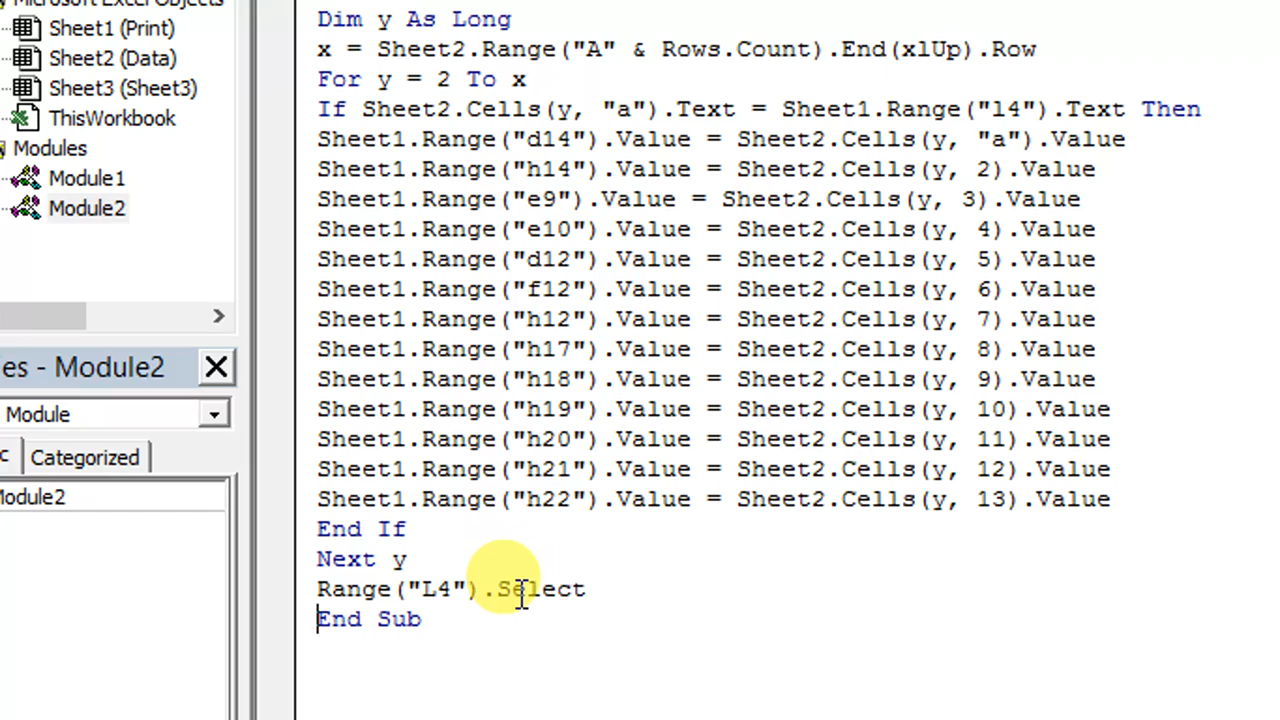 Microsoft Excel Objects
Sheet1 (Print)
Sheet2 (Data)
Sheet3 (Sheet3)
ThisWorkbook
Modules
Module1
Module2
es - Module2
Module
c
Categorized
Module2
Dim y As Long
x = Sheet2.Range("A" & Rows.Count).End(xlUp).Row
For y = 2 To x
If Sheet2.Cells(y, "a").Text = Sheet1.Range("l4").Text Then
Sheet1.Range("d14").Value = Sheet2.Cells(y, "a").Value
Sheet1.Range("h14").Value = Sheet2.Cells(y, 2).Value
Sheet1.Range("e9").Value = Sheet2.Cells(y, 3).Value
Sheet1.Range("e10").Value = Sheet2.Cells(y, 4).Value
Sheet1.Range("d12").Value = Sheet2.Cells(y, 5).Value
Sheet1.Range("f12").Value = Sheet2.Cells(y, 6).Value
Sheet1.Range("h12").Value = Sheet2.Cells(y, 7).Value
Sheet1.Range("h17").Value = Sheet2.Cells(y, 8).Value
Sheet1.Range("h18").Value = Sheet2.Cells(y, 9).Value
Sheet1.Range("h19").Value = Sheet2.Cells(y, 10).Value
Sheet1.Range("h20").Value = Sheet2.Cells(y, 11).Value
Sheet1.Range("h21").Value = Sheet2.Cells(y, 12).Value
Sheet1.Range("h22").Value = Sheet2.Cells(y, 13).Value
End If
Next y
Range("L4").Select
End Sub